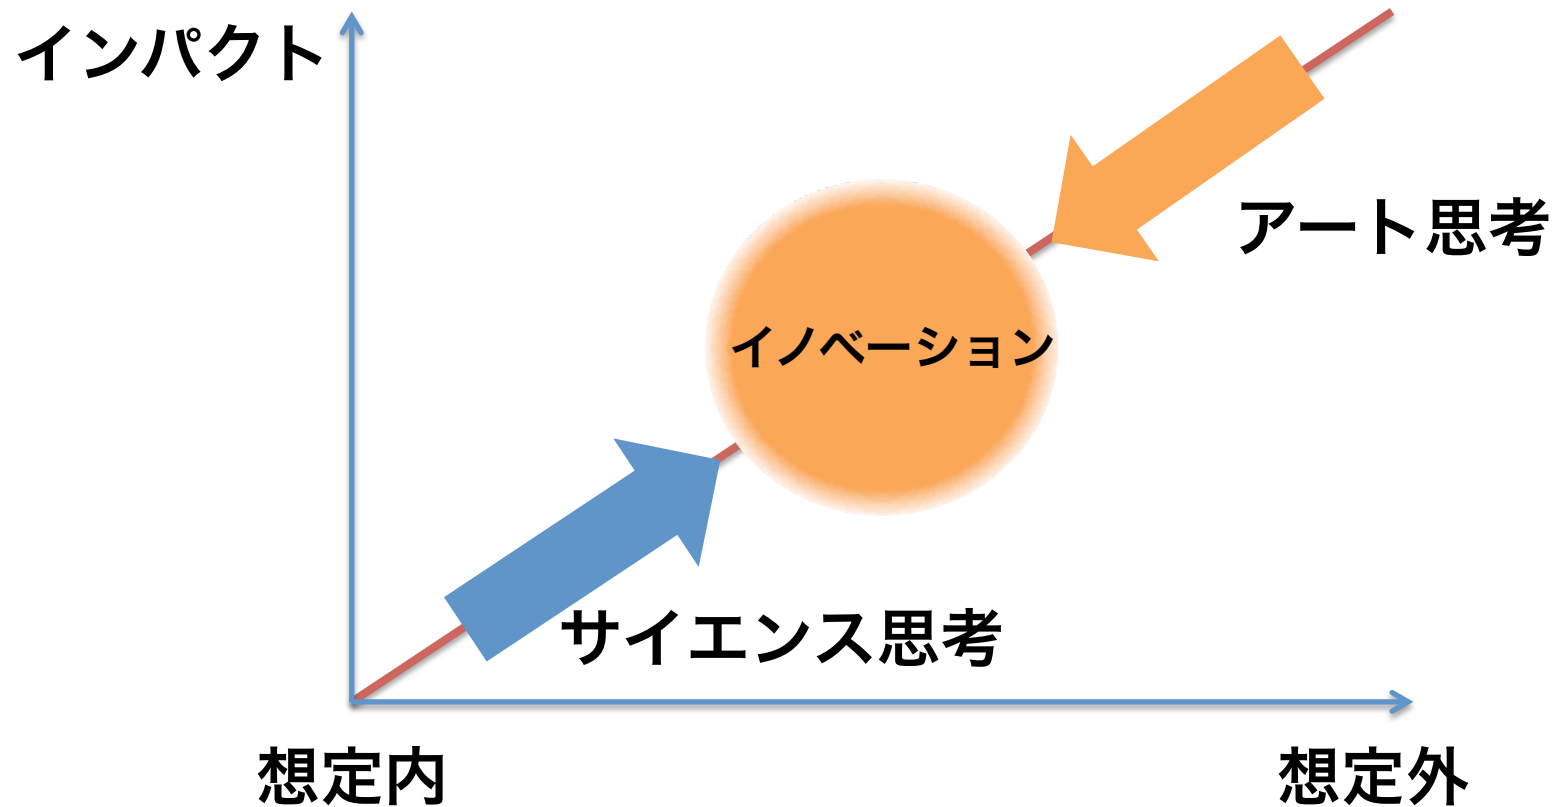 インパクト
アート思考
イノベーション
サイエンス思考
想定内
想定外